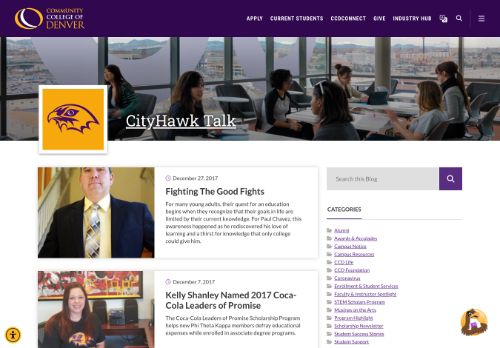 COMMUNITY
COLLEGE OF
DENVER
APPLY CURRENT STUDENTS CCDCONNECT GIVE INDUSTRY HUB
CityHawk Talk
December 27, 2017
Fighting The Good Fights
For many young adults, their quest for an education
begins when they recognize that their goals in life are
limited by their current knowledge. For Paul Chavez, this
awareness happened as he rediscovered his love of
learning and a thirst for knowledge that only college
could give him.
December 7, 2017
Kelly Shanley Named 2017 Coca-
Cola Leaders of Promise
The Coca-Cola Leaders of Promise Scholarship Program
helps new Phi Theta Kappa members defray educational
expenses while enrolled in associate degree programs.
Search this Blog
CATEGORIES
Alumni
Awards & Accolades
Campus Notice
Campus Resources
CCD Life
CCD Foundation
Coronavirus
Enrollment & Student Services
Faculty & Instructor Spotlight
STEM Scholars Program
Musings on the Arts
Program Highlight
Scholarship Newsletter
Student Success Stories
Student Support